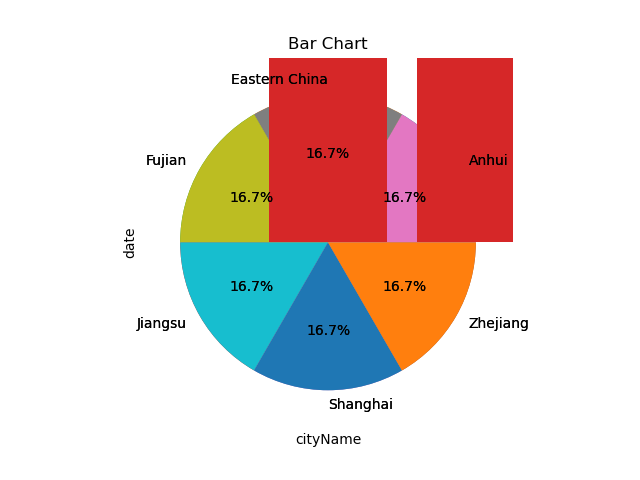 Bar Chart
Eastern China
16.7%
Fujian
Anhui
16.7%
16.7%
date
16.7%
16.7%
Jiangsu
Zhejiang
16.7%
Shanghai
cityName